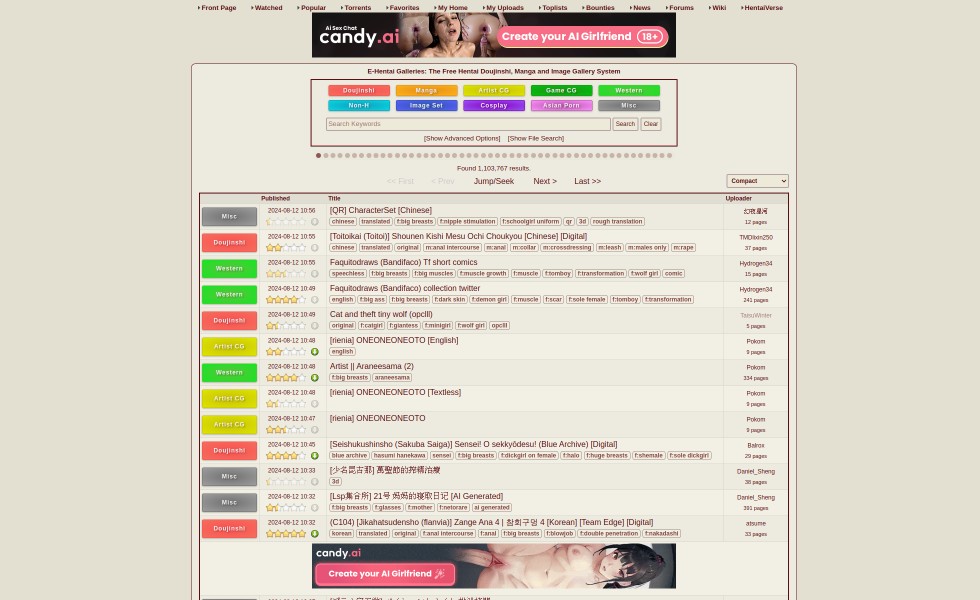 Front Page Watched Popular Torrents Favorites My Home My Uploads Toplists Bounties News Forums Wiki HentaiVerse
Ai Sex Chat
candy.ai
Create your AI Girlfriend 18+
E-Hentai Galleries: The Free Hentai Doujinshi, Manga and Image Gallery System
Doujinshi Manga Artist CG Game CG Western
Non-H Image Set Cosplay Asian Porn Misc
Search Keywords Search Clear
[Show Advanced Options] [Show File Search]
Found 1,103,767 results.
<< First < Prev Jump/Seek Next > Last >> Compact
Published Title Uploader
Misc 2024-08-12 10:56 [QR] CharacterSet [Chinese] 幻夜星河
chinese translated f:big breasts f:nipple stimulation f:schoolgirl uniform qr 3d rough translation 12 pages
Doujinshi 2024-08-12 10:55 [Toitoikai (Toitoi)] Shounen Kishi Mesu Ochi Choukyou [Chinese] [Digital] TMDixin250
chinese translated original m:anal intercourse m:anal m:collar m:crossdressing m:leash m:males only m:rape 37 pages
Western 2024-08-12 10:55 Faquitodraws (Bandifaco) Tf short comics Hydrogen34
speechless f:big breasts f:big muscles f:muscle growth f:muscle f:tomboy f:transformation f:wolf girl comic 15 pages
Western 2024-08-12 10:49 Faquitodraws (Bandifaco) collection twitter Hydrogen34
english f:big ass f:big breasts f:dark skin f:demon girl f:muscle f:scar f:sole female f:tomboy f:transformation 241 pages
Doujinshi 2024-08-12 10:49 Cat and theft tiny wolf (opclll) TatsuWinter
original f:catgirl f:giantess f:minigirl f:wolf girl opclll 5 pages
Artist CG 2024-08-12 10:48 [rienia] ONEONEONEOTO [English] Pokom
english 9 pages
Western 2024-08-12 10:48 Artist || Araneesama (2) Pokom
f:big breasts araneesama 334 pages
Artist CG 2024-08-12 10:48 [rienia] ONEONEONEOTO [Textless] Pokom
9 pages
Artist CG 2024-08-12 10:47 [rienia] ONEONEONEOTO Pokom
9 pages
Doujinshi 2024-08-12 10:45 [Seishukushinsho (Sakuba Saiga)] Sensei! O sekkyōdesu! (Blue Archive) [Digital] Balrox
blue archive hasumi hanekawa sensei f:big breasts f:dickgirl on female f:halo f:huge breasts f:shemale f:sole dickgirl 29 pages
Misc 2024-08-12 10:33 [少名昆古那] 萬聖節的搾精治療 Daniel_Sheng
3d 38 pages
Misc 2024-08-12 10:32 [Lsp集合所] 21号 妈妈的寝取日记 [AI Generated] Daniel_Sheng
f:big breasts f:glasses f:mother f:netorare ai generated 391 pages
Doujinshi 2024-08-12 10:32 (C104) [Jikahatsudensho (flanvia)] Zange Ana 4 | 참회구멍 4 [Korean] [Team Edge] [Digital] atsume
korean translated original f:anal intercourse f:anal f:big breasts f:blowjob f:double penetration f:nakadashi 33 pages
candy.ai
Create your AI Girlfriend